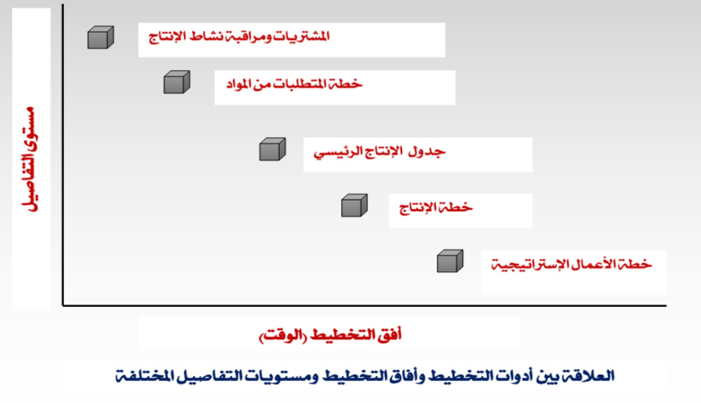 المشتريات ومراقبة نشاط الإنتاج
خطة المتطلبات من المواد
جدول الإنتاج الرئيسي
خطة الإنتاج
خطة الأعمال الإستراتيجية
مستوى التفاصيل
أفق التخطيط (الوقت)
العلاقة بين أدوات التخطيط وأفاق التخطيط ومستويات التفاصيل المختلفة